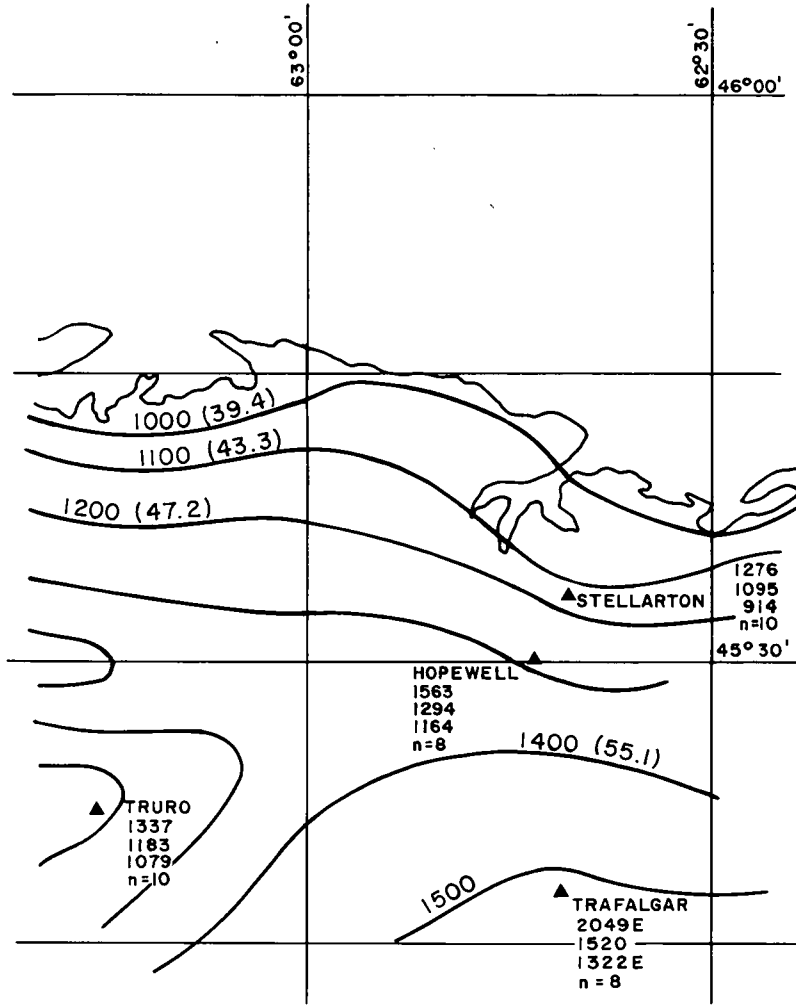 63°00'
62°30'
46°00'
1000 (39.4)
1100 (43.3)
1200 (47.2)
1276
1095
914
n=10
STELLARTON
45°30'
HOPEWELL
1563
1294
1164
n=8
1400 (55.1)
TRURO
1337
1183
1079
n=10
1500
TRAFALGAR
2049E
1520
1322E
n=8